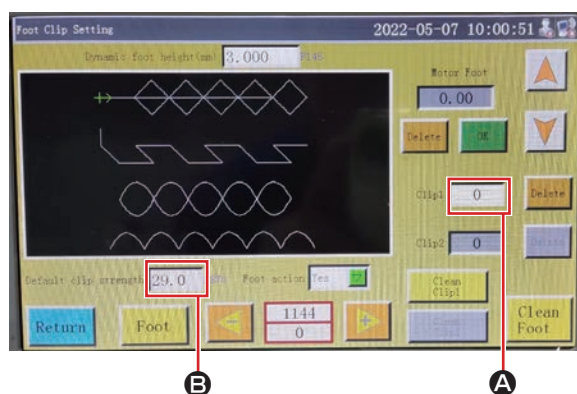 Foot Clip Setting
2022-05-07 10:00:51
Dynamic foot height(mm) 3.000
Motor Foot
0.00
Delete OK
Clip1 0 Delete
Clip2 0
Default clip strength 29.0 Foot action Yes
Clean
Clip1
Return Foot - 1144 +
0
Clean
Foot
B A